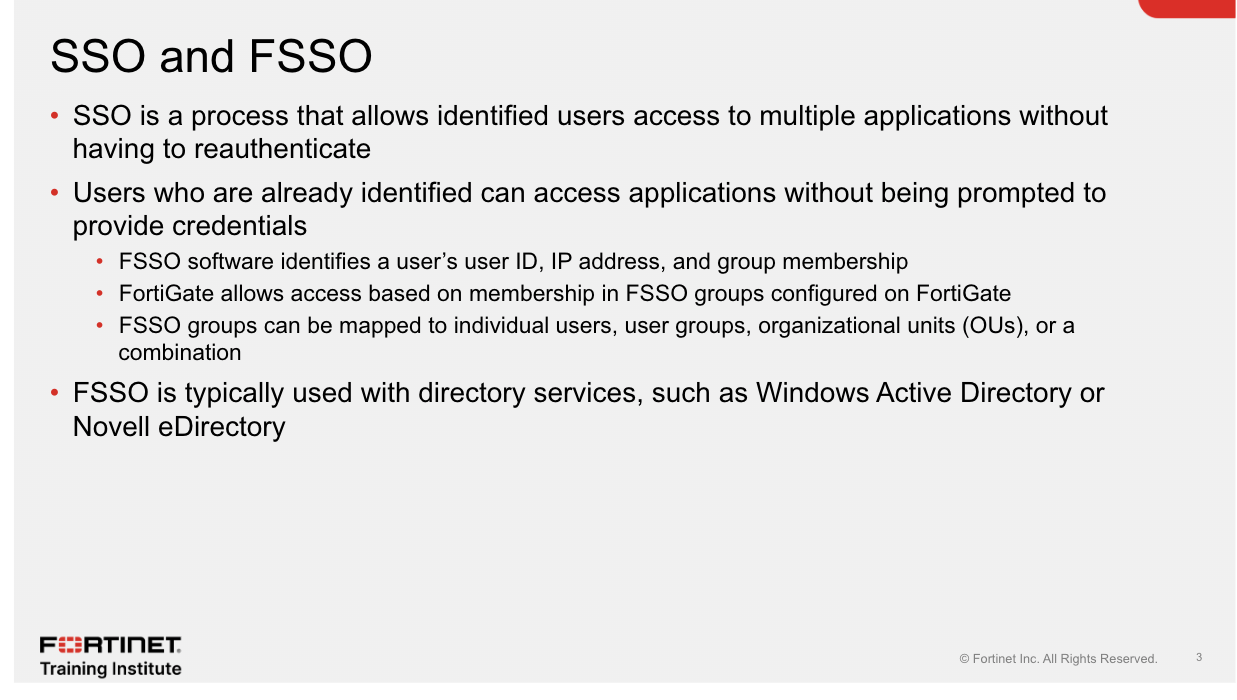 SSO and FSSO
• SSO is a process that allows identified users access to multiple applications without
having to reauthenticate
• Users who are already identified can access applications without being prompted to
provide credentials
• FSSO software identifies a user’s user ID, IP address, and group membership
• FortiGate allows access based on membership in FSSO groups configured on FortiGate
• FSSO groups can be mapped to individual users, user groups, organizational units (OUs), or a
combination
• FSSO is typically used with directory services, such as Windows Active Directory or
Novell eDirectory
FORTINET
Training Institute
© Fortinet Inc. All Rights Reserved. 3